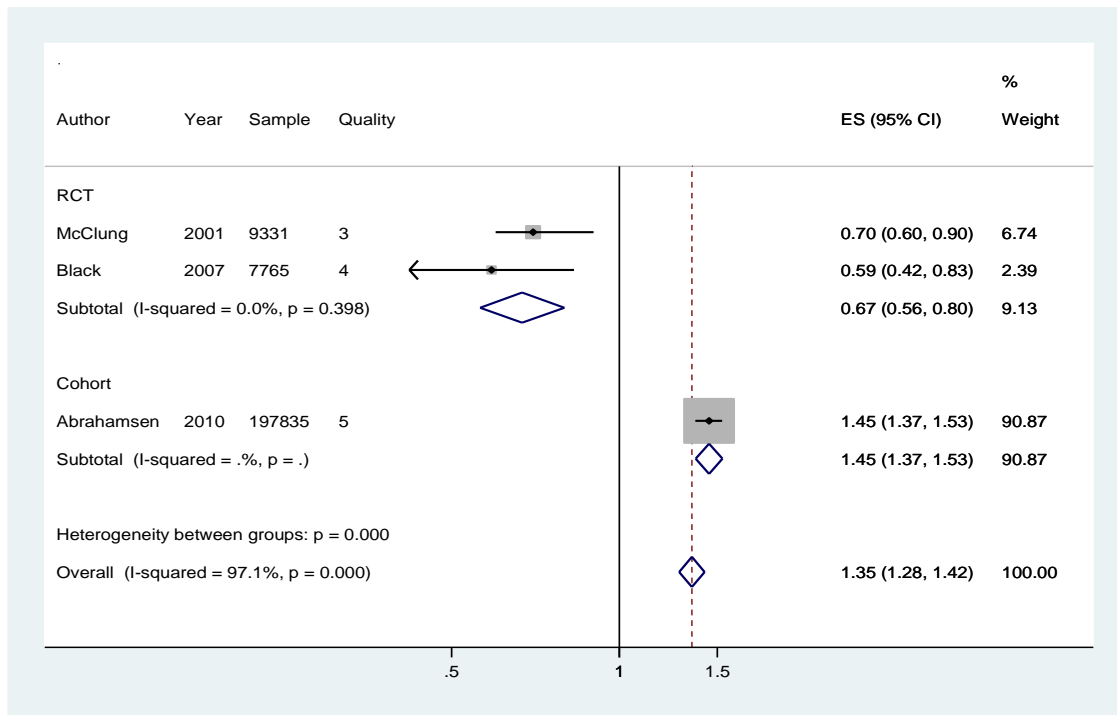 .
%
Author Year Sample Quality ES (95% CI) Weight
RCT
McClung 2001 9331 3 0.70 (0.60, 0.90) 6.74
Black 2007 7765 4 0.59 (0.42, 0.83) 2.39
Subtotal (I-squared = 0.0%, p = 0.398) 0.67 (0.56, 0.80) 9.13
Cohort
Abrahamsen 2010 197835 5 1.45 (1.37, 1.53) 90.87
Subtotal (I-squared = .%, p = .) 1.45 (1.37, 1.53) 90.87
Heterogeneity between groups: p = 0.000
Overall (I-squared = 97.1%, p = 0.000) 1.35 (1.28, 1.42) 100.00
.5 1 1.5